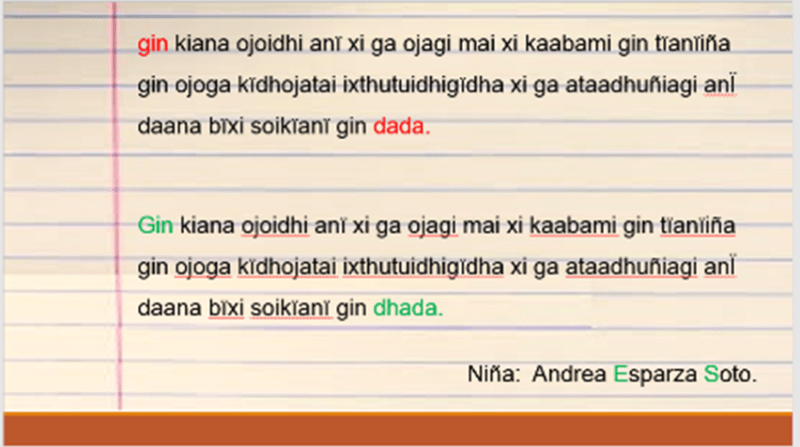 gin kiana ojoidhi anï xi ga ojagi mai xi kaabami gin tïanïiña
gin ojoga kïdhojatai ixthutuidhigïdha xi ga ataadhuñiagi anÏ
daana bïxi soikïanï gin dada.
Gin kiana ojoidhi anï xi ga ojagi mai xi kaabami gin tïanïiña
gin ojoga kïdhojatai ixthutuidhigïdha xi ga ataadhuñiagi anÏ
daana bïxi soikïanï gin dhada.
Niña: Andrea Esparza Soto.